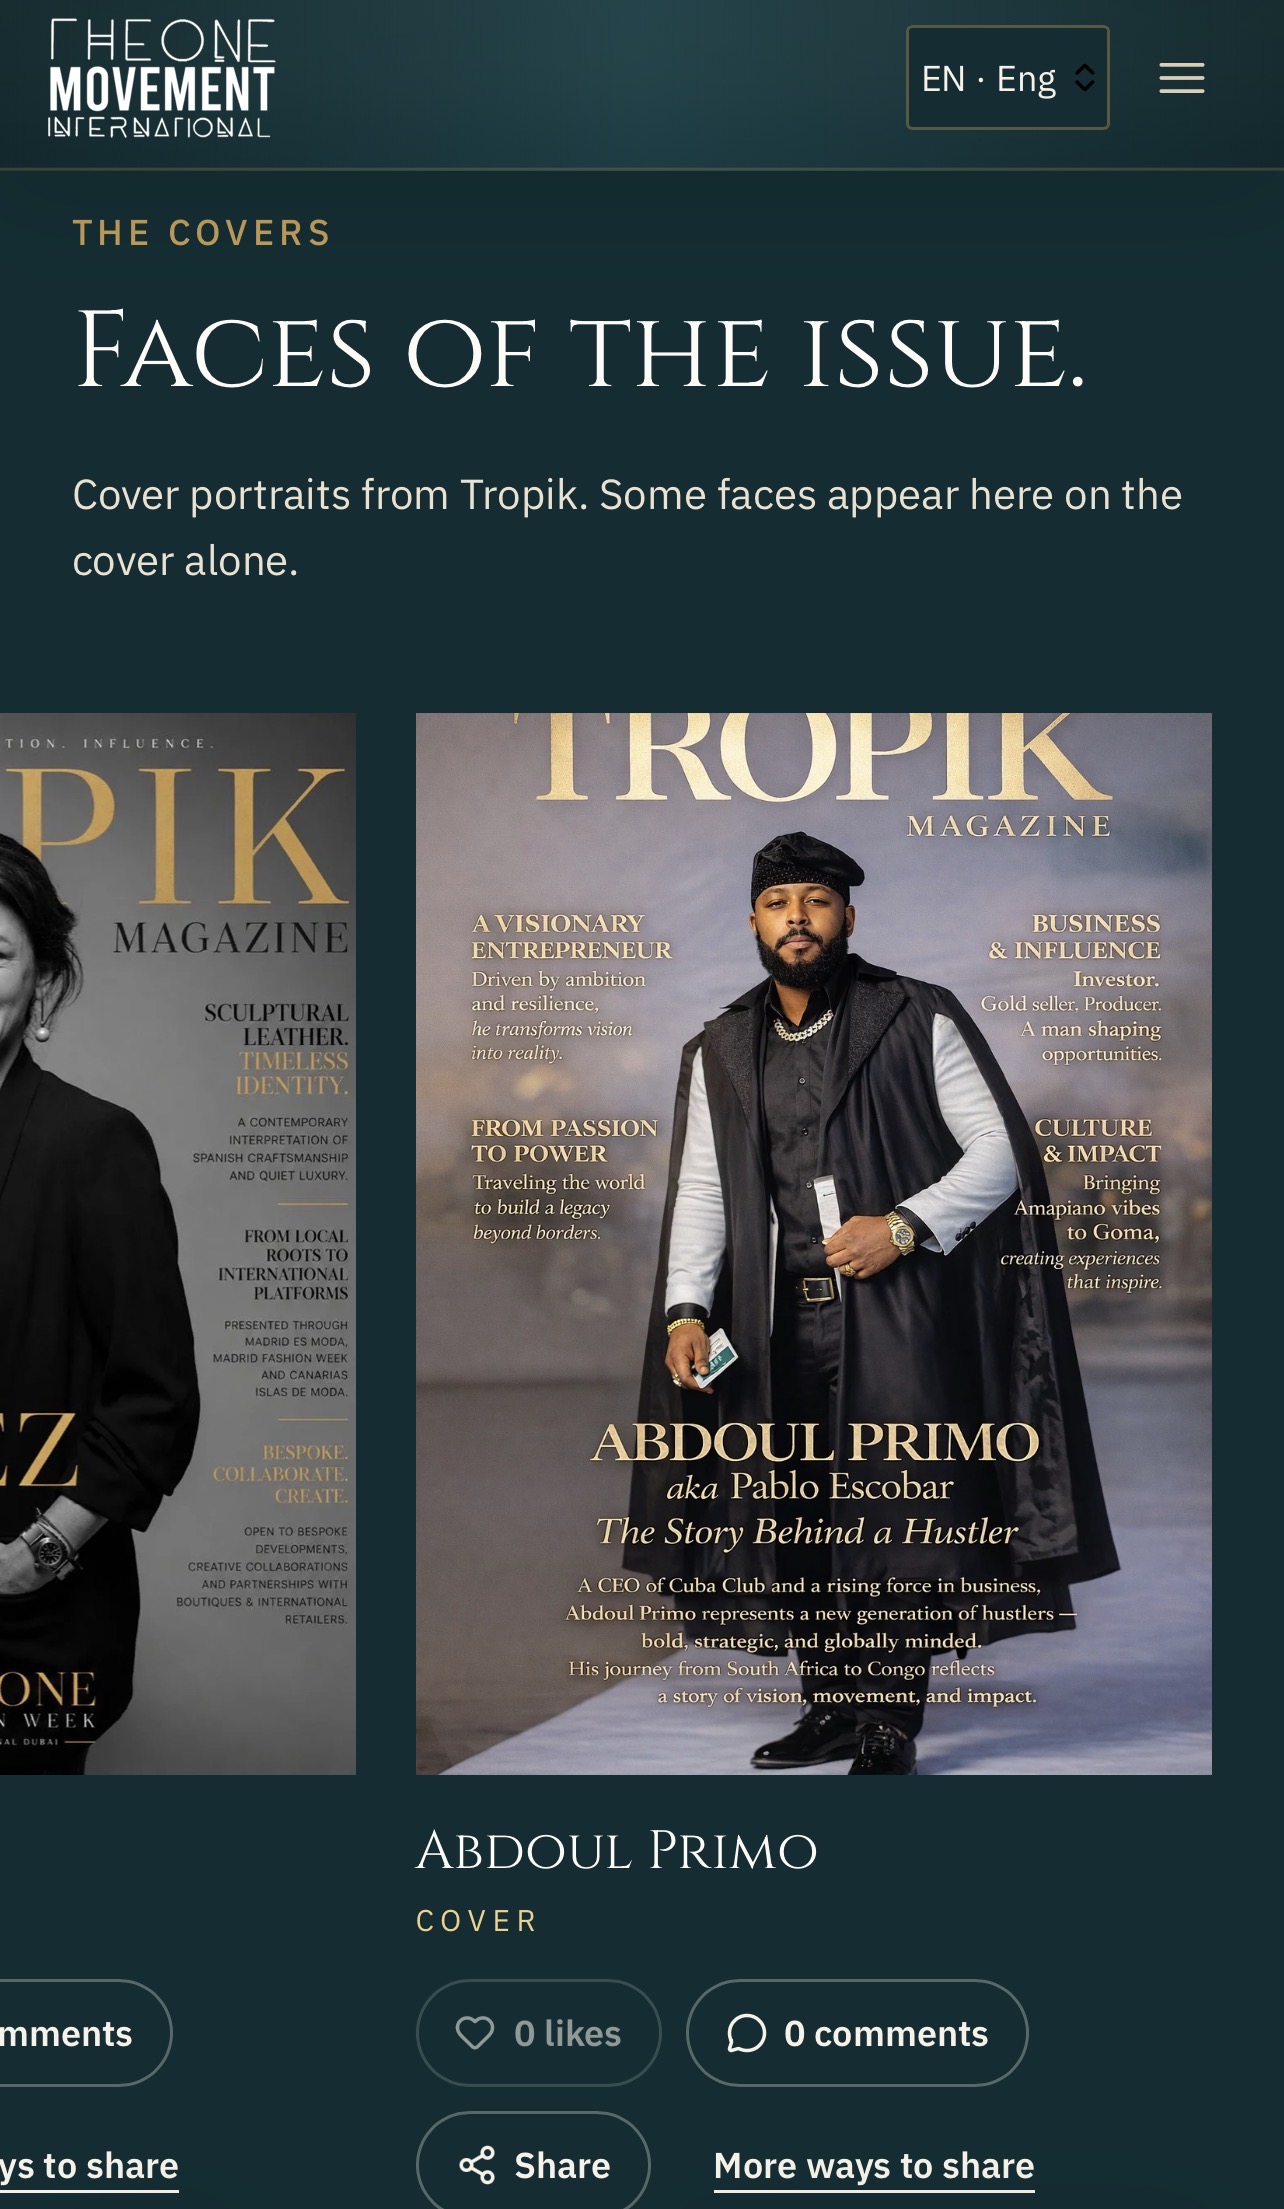 THE ONE
MOVEMENT
INTERNATIONAL
EN · Eng
THE COVERS
FACES OF THE ISSUE.
Cover portraits from Tropik. Some faces appear here on the
cover alone.
TION. INFLUENCE.
PIK
MAGAZINE
SCULPTURAL
LEATHER.
TIMELESS
IDENTITY.
A CONTEMPORARY
INTERPRETATION OF
SPANISH CRAFTSMANSHIP
AND QUIET LUXURY.
FROM LOCAL
ROOTS TO
INTERNATIONAL
PLATFORMS
PRESENTED THROUGH
MADRID ES MODA,
MADRID FASHION WEEK
AND CANARIAS
ISLAS DE MODA.
EZ
BESPOKE.
COLLABORATE.
CREATE.
OPEN TO BESPOKE
DEVELOPMENTS,
CREATIVE COLLABORATIONS
AND PARTNERSHIPS WITH
BOUTIQUES & INTERNATIONAL
RETAILERS.
ONE
N WEEK
NAL DUBAI
TROPIK
MAGAZINE
A VISIONARY
ENTREPRENEUR
Driven by ambition
and resilience,
he transforms vision
into reality.
FROM PASSION
TO POWER
Traveling the world
to build a legacy
beyond borders.
BUSINESS
& INFLUENCE
Investor.
Gold seller. Producer.
A man shaping
opportunities.
CULTURE
& IMPACT
Bringing
Amapiano vibes
to Goma,
creating experiences
that inspire.
ABDOUL PRIMO
aka Pablo Escobar
The Story Behind a Hustler
A CEO of Cuba Club and a rising force in business,
Abdoul Primo represents a new generation of hustlers —
bold, strategic, and globally minded.
His journey from South Africa to Congo reflects
a story of vision, movement, and impact.
ABDOUL PRIMO
COVER
mments
0 likes
0 comments
ys to share
Share
More ways to share